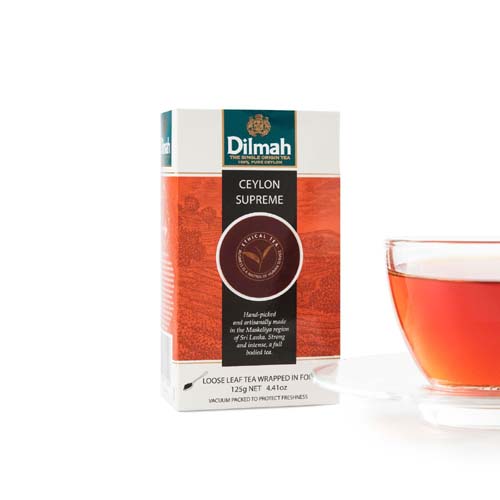 Dilmah
THE SINGLE ORIGIN TEA
100% PURE CEYLON
CEYLON
SUPREME
ETHICAL TEA
Hand-picked
and artisanally made
in the Maskeliya region
of Sri Lanka. Strong
and intense, a full
bodied tea.
LOOSE LEAF TEA WRAPPED IN FOI
125g NET 4.41oz
VACUUM PACKED TO PROTECT FRESHNESS